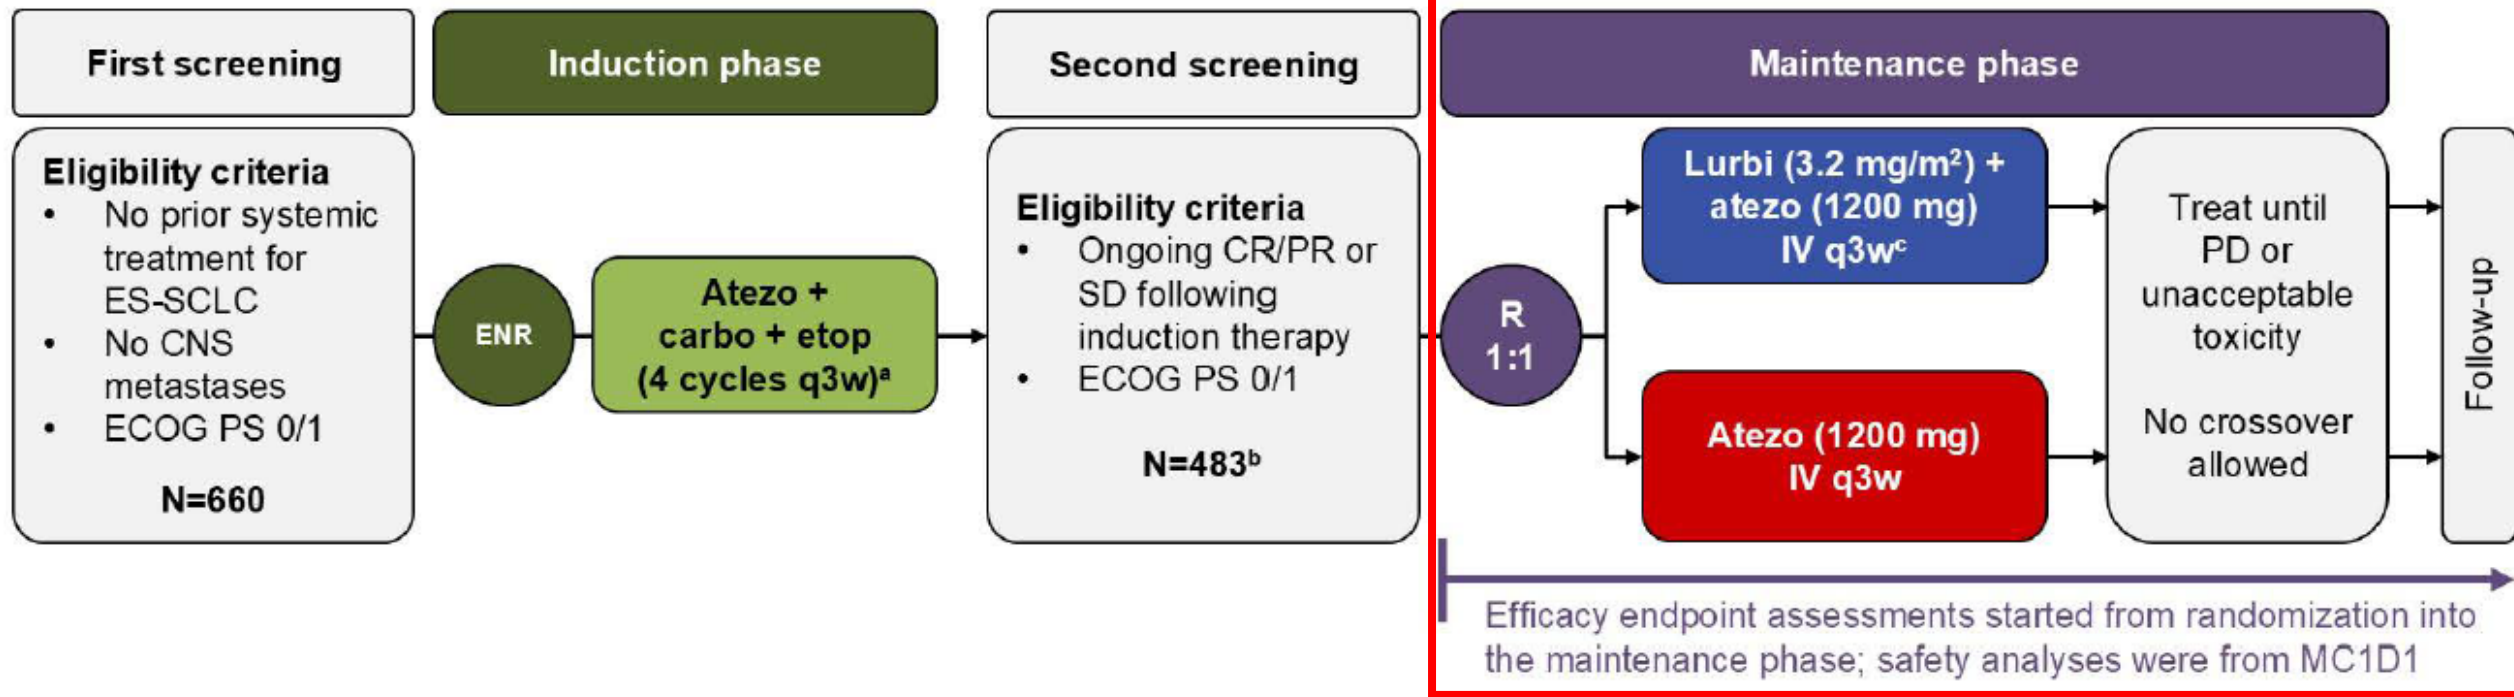 First screening
Induction phase
Second screening
Maintenance phase
Eligibility criteria
• No prior systemic
treatment for
ES-SCLC
• No CNS
metastases
• ECOG PS 0/1
N=660
ENR
Atezo +
carbo + etop
(4 cycles q3w)ᵃ
Eligibility criteria
• Ongoing CR/PR or
SD following
induction therapy
• ECOG PS 0/1
N=483ᵇ
R
1:1
Lurbi (3.2 mg/m²) +
atezo (1200 mg)
IV q3wᶜ
Atezo (1200 mg)
IV q3w
Treat until
PD or
unacceptable
toxicity
No crossover
allowed
Follow-up
Efficacy endpoint assessments started from randomization into
the maintenance phase; safety analyses were from MC1D1